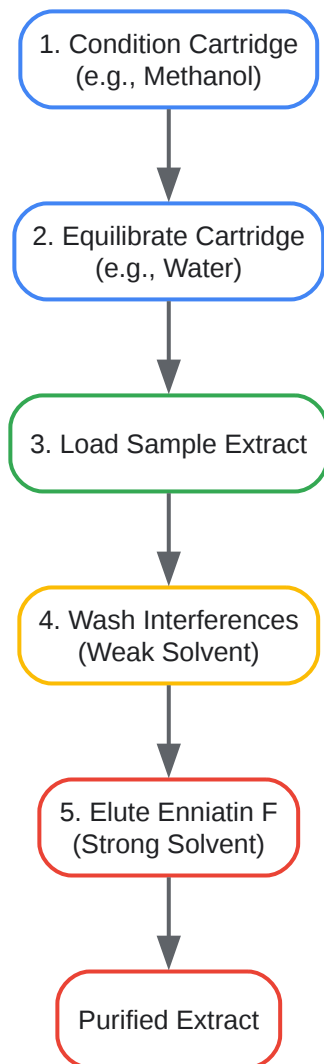 1. Condition Cartridge
(e.g., Methanol)
2. Equilibrate Cartridge
(e.g., Water)
3. Load Sample Extract
4. Wash Interferences
(Weak Solvent)
5. Elute Enniatin F
(Strong Solvent)
Purified Extract